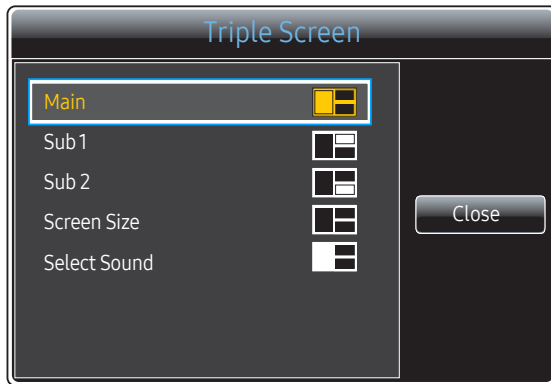 Triple Screen
Main
Sub 1
Sub 2
Screen Size
Select Sound
Close